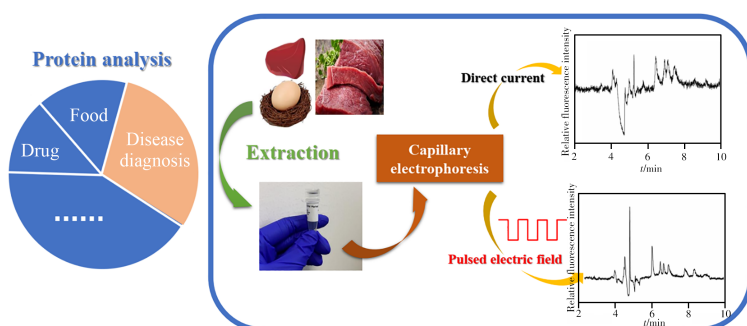 Protein analysis
Food
Drug
Disease
diagnosis
......
Extraction
Capillary
electrophoresis
Direct current
Pulsed electric field
Relative fluorescence intensity
2 4 6 8 10
t/min
Relative fluorescence intensity
2 4 6 8 10
t/min